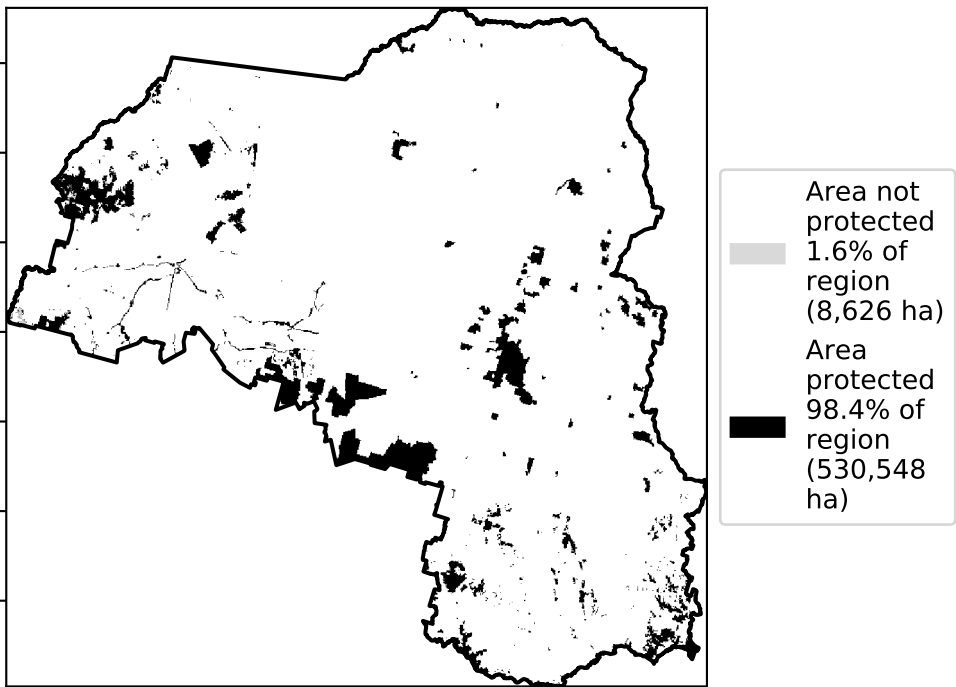 Area not
protected
1.6% of
region
(8,626 ha)
Area
protected
98.4% of
region
(530,548
ha)